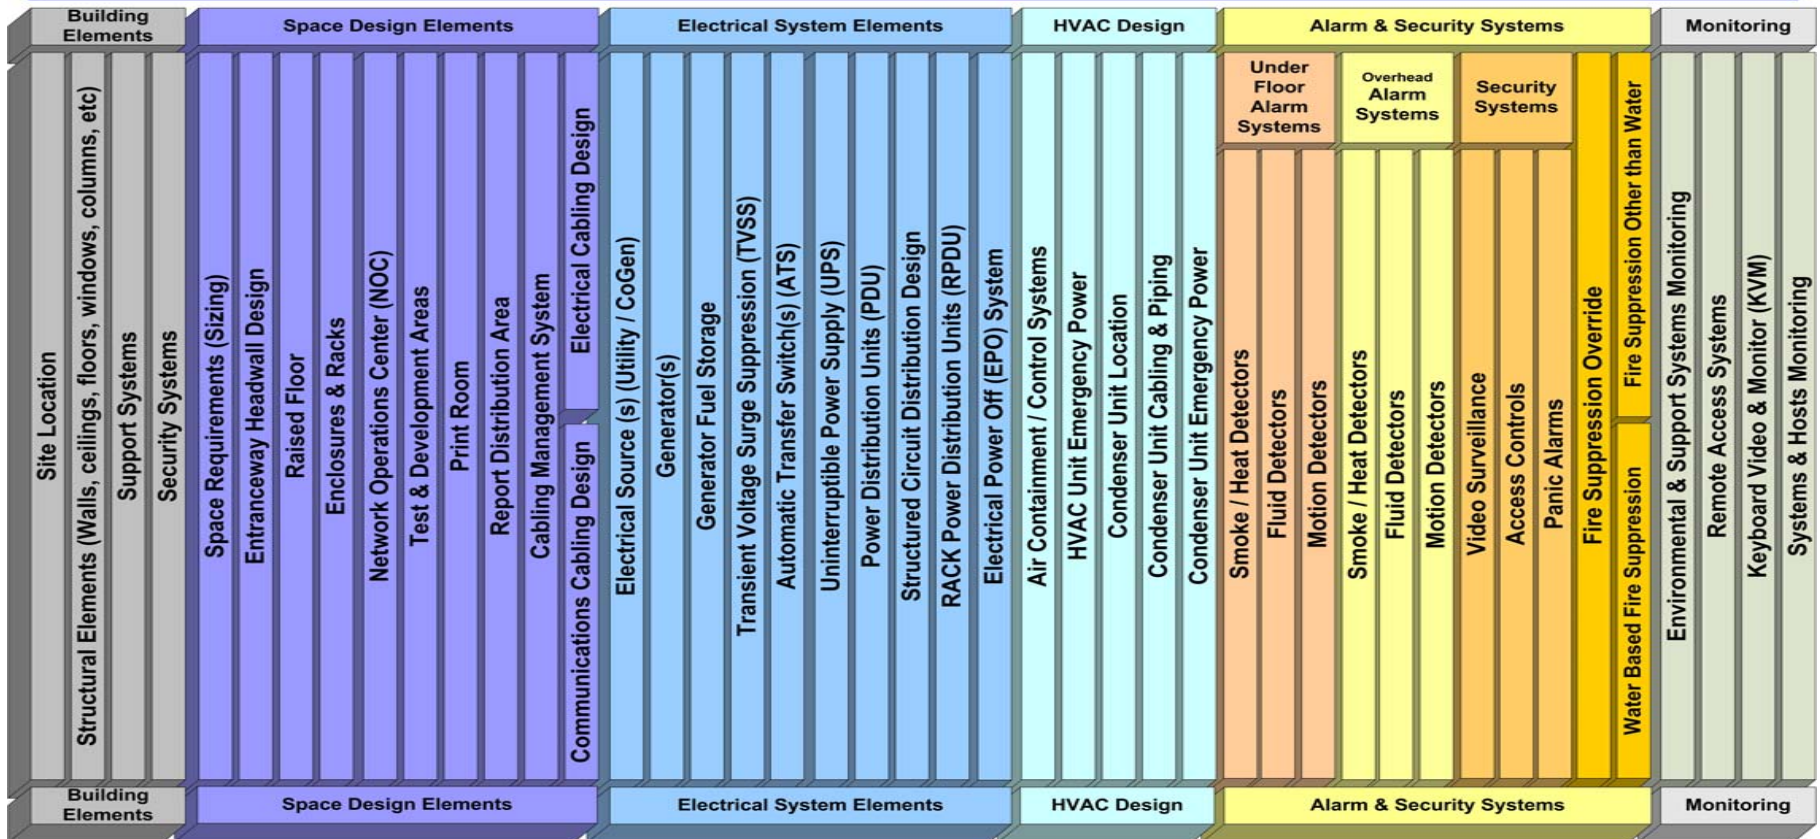 Building
Elements
Space Design Elements
Electrical System Elements
HVAC Design
Alarm & Security Systems
Monitoring
Site Location
Structural Elements (Walls, ceilings, floors, windows, columns, etc)
Support Systems
Security Systems
Space Requirements (Sizing)
Entranceway Headwall Design
Raised Floor
Enclosures & Racks
Network Operations Center (NOC)
Test & Development Areas
Print Room
Report Distribution Area
Cabling Management System
Electrical Cabling Design
Communications Cabling Design
Electrical Source (s) (Utility / CoGen)
Generator(s)
Generator Fuel Storage
Transient Voltage Surge Suppression (TVSS)
Automatic Transfer Switch(s) (ATS)
Uninterruptible Power Supply (UPS)
Power Distribution Units (PDU)
Structured Circuit Distribution Design
RACK Power Distribution Units (RPDU)
Electrical Power Off (EPO) System
Air Containment / Control Systems
HVAC Unit Emergency Power
Condenser Unit Location
Condenser Unit Cabling & Piping
Condenser Unit Emergency Power
Under
Floor
Alarm
Systems
Smoke / Heat Detectors
Fluid Detectors
Motion Detectors
Overhead
Alarm
Systems
Smoke / Heat Detectors
Fluid Detectors
Motion Detectors
Security
Systems
Video Surveillance
Access Controls
Panic Alarms
Fire Suppression Override
Fire Suppression Other than Water
Water Based Fire Suppression
Environmental & Support Systems Monitoring
Remote Access Systems
Keyboard Video & Monitor (KVM)
Systems & Hosts Monitoring
Building
Elements
Space Design Elements
Electrical System Elements
HVAC Design
Alarm & Security Systems
Monitoring